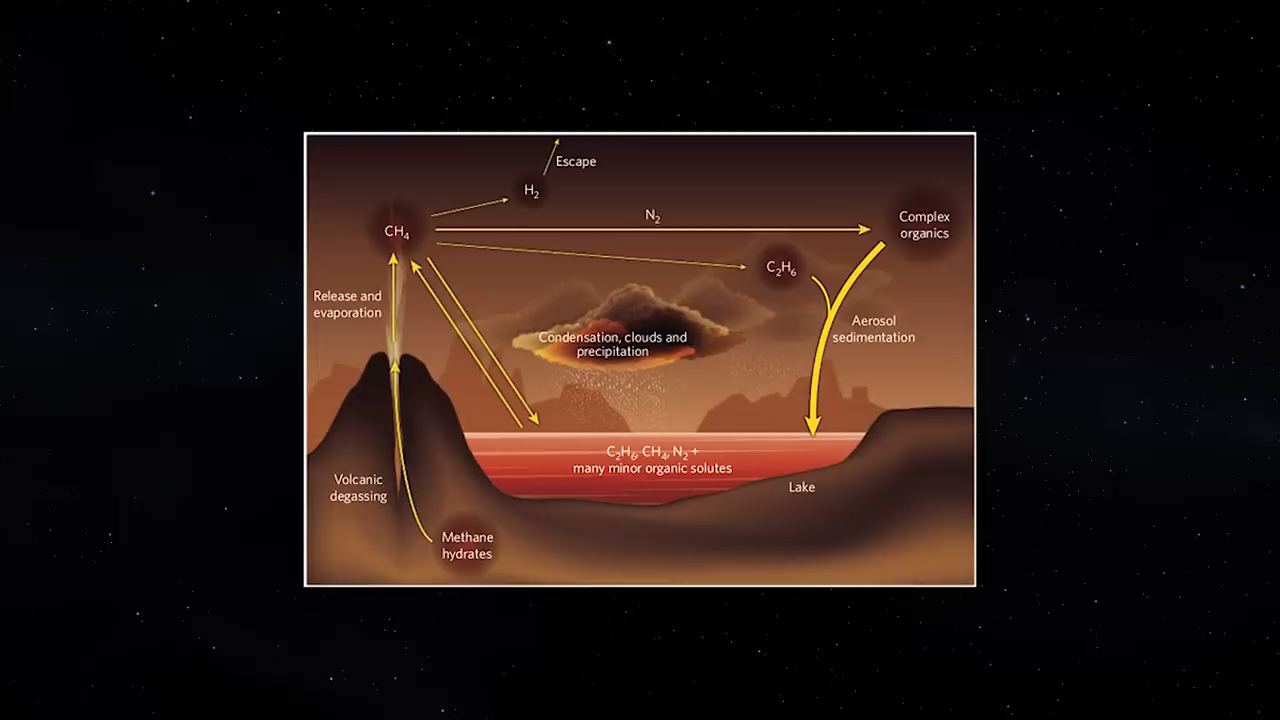 Escape
H₂
N₂
CH₄
Complex
organics
C₂H₆
Release and
evaporation
Aerosol
sedimentation
Condensation, clouds and
precipitation
C₂H₆, CH₄, N₂ +
many minor organic solutes
Volcanic
degassing
Lake
Methane
hydrates